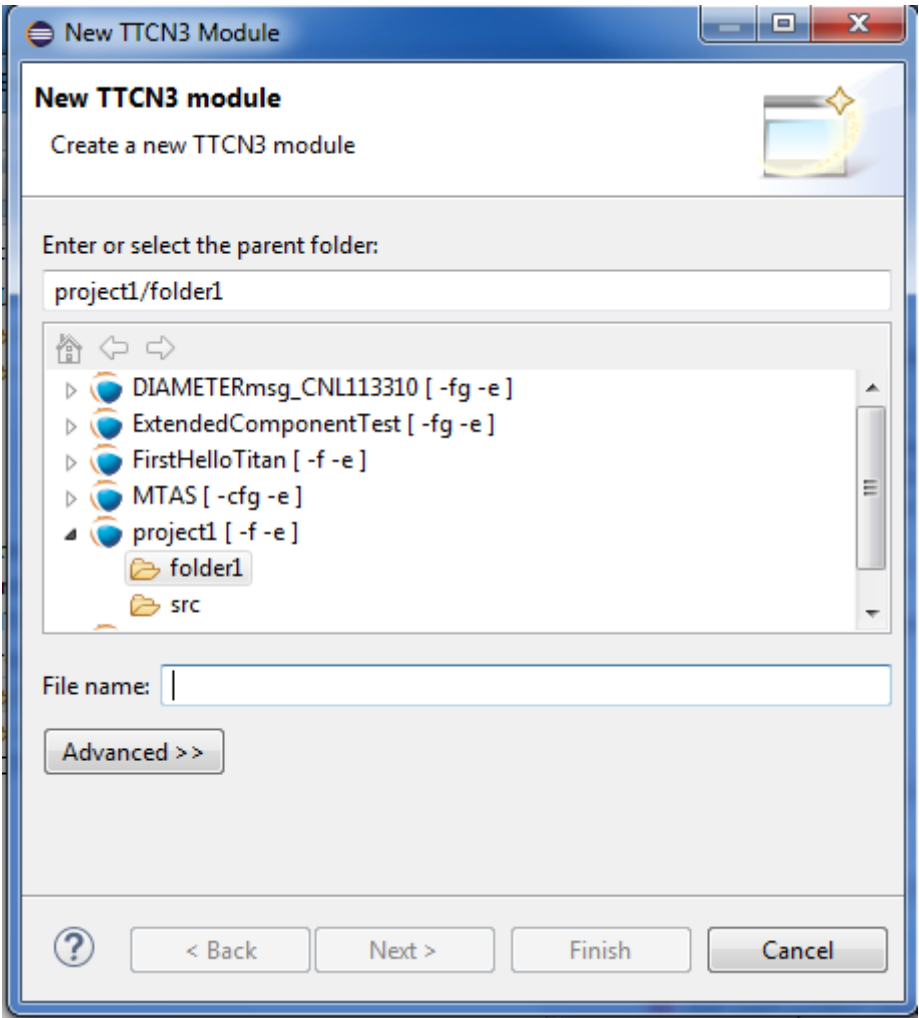 New TTCN3 Module
New TTCN3 module
Create a new TTCN3 module
Enter or select the parent folder:
project1/folder1
DIAMETERmsg_CNL113310 [ -fg -e ]
ExtendedComponentTest [ -fg -e ]
FirstHelloTitan [ -f -e ]
MTAS [ -cfg -e ]
project1 [ -f -e ]
folder1
src
File name:
Advanced >>
? < Back Next > Finish Cancel